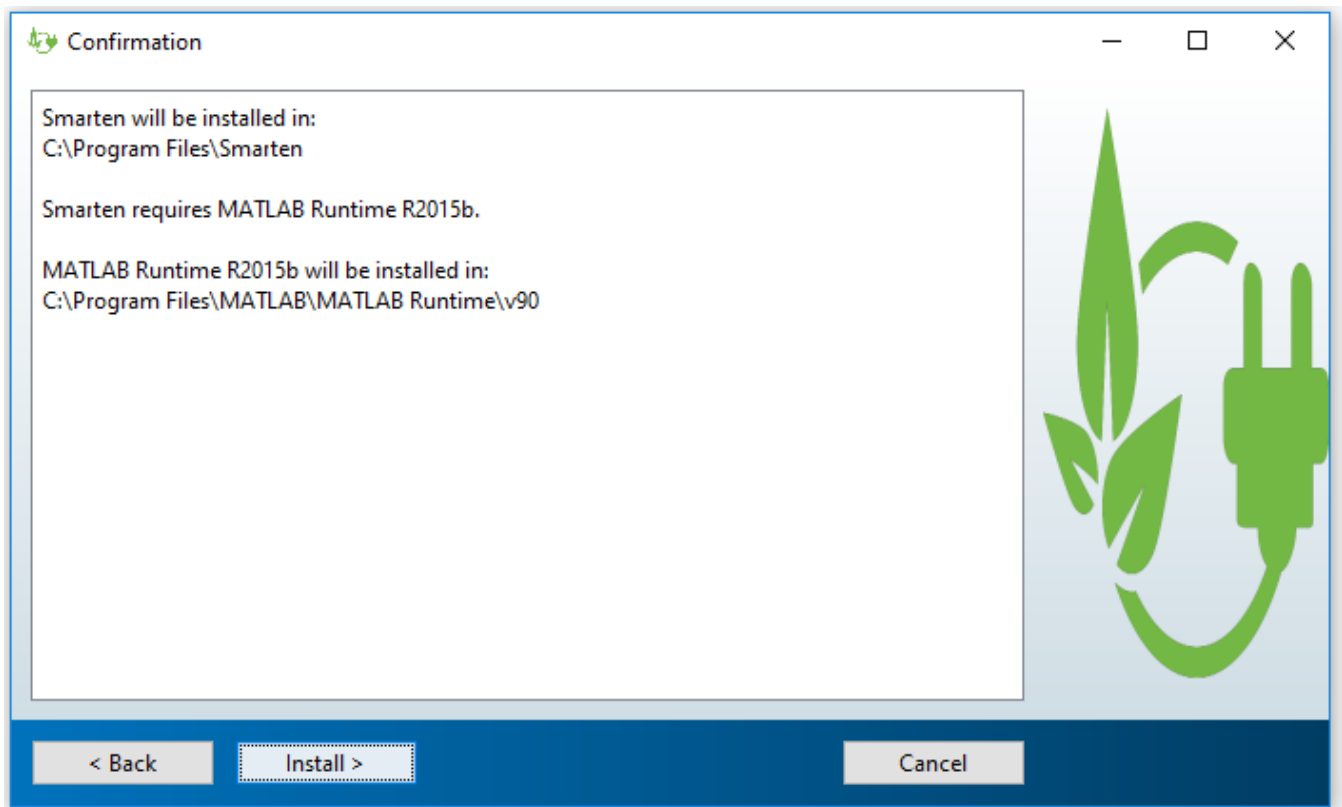 Confirmation
Smarten will be installed in:
C:\Program Files\Smarten
Smarten requires MATLAB Runtime R2015b.
MATLAB Runtime R2015b will be installed in:
C:\Program Files\MATLAB\MATLAB Runtime\v90
< Back
Install >
Cancel